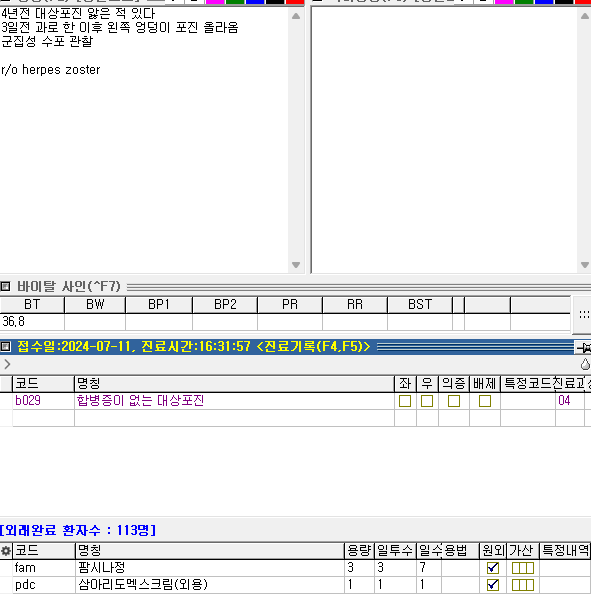 4년전 대상포진 앓은 적 있다
3일전 과로 한 이후 왼쪽 엉덩이 포진 올라옴
군집성 수포 관찰
r/o herpes zoster
바이탈 사인(^F7)
BT BW BP1 BP2 PR RR BST
36.8
접수일:2024-07-11, 진료시간:16:31:57 <진료기록(F4,F5)>
코드 명칭 좌 우 의증 배제 특정코드 진료과
b029 합병증이 없는 대상포진 04
[외래완료 환자수 : 113명]
코드 명칭 용량 일투수 일수 용법 원외 가산 특정내역
fam 팜시나정 3 3 7
pdc 삼아리도멕스크림(외용) 1 1 1